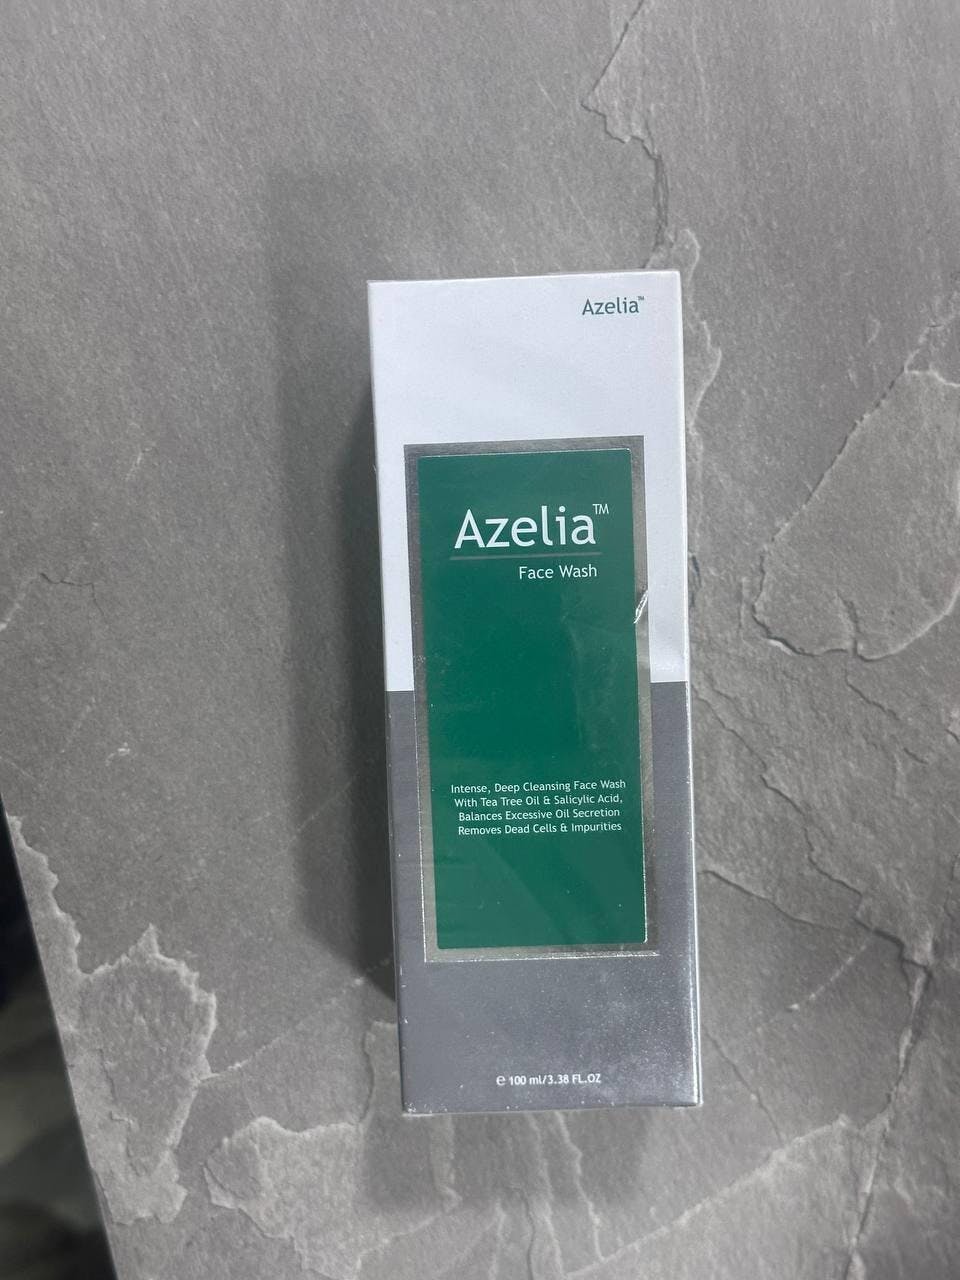 Azelia™
Azelia™
Face Wash
Intense, Deep Cleansing Face Wash
With Tea Tree Oil & Salicylic Acid,
Balances Excessive Oil Secretion
Removes Dead Cells & Impurities
℮ 100 ml/3.38 FL.OZ